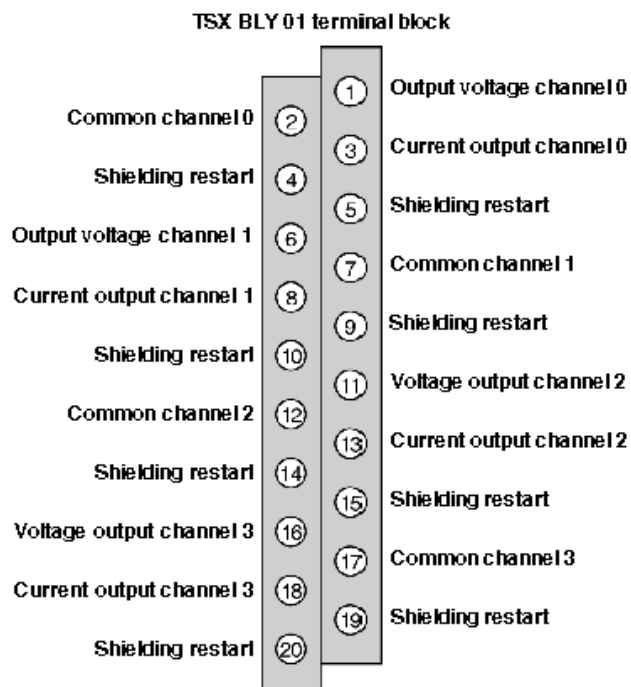 TSX BLY 01 terminal block
1 Output voltage channel 0
Common channel 0 2
3 Current output channel 0
Shielding restart 4
5 Shielding restart
Output voltage channel 1 6
7 Common channel 1
Current output channel 1 8
9 Shielding restart
Shielding restart 10
11 Voltage output channel 2
Common channel 2 12
13 Current output channel 2
Shielding restart 14
15 Shielding restart
Voltage output channel 3 16
17 Common channel 3
Current output channel 3 18
19 Shielding restart
Shielding restart 20